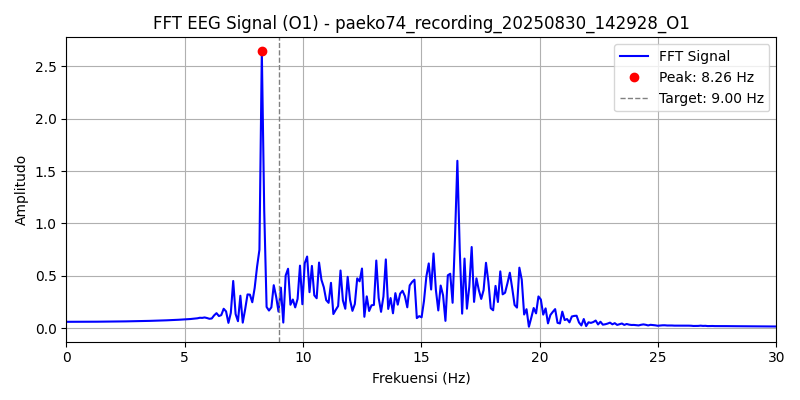 FFT EEG Signal (O1) - paeko74_recording_20250830_142928_O1
FFT Signal
Peak: 8.26 Hz
Target: 9.00 Hz
Amplitudo
2.5
2.0
1.5
1.0
0.5
0.0
0 5 10 15 20 25 30
Frekuensi (Hz)